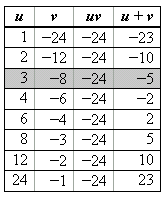 u v uv u + v
1 −24 −24 −23
2 −12 −24 −10
3 −8 −24 −5
4 −6 −24 −2
6 −4 −24 2
8 −3 −24 5
12 −2 −24 10
24 −1 −24 23